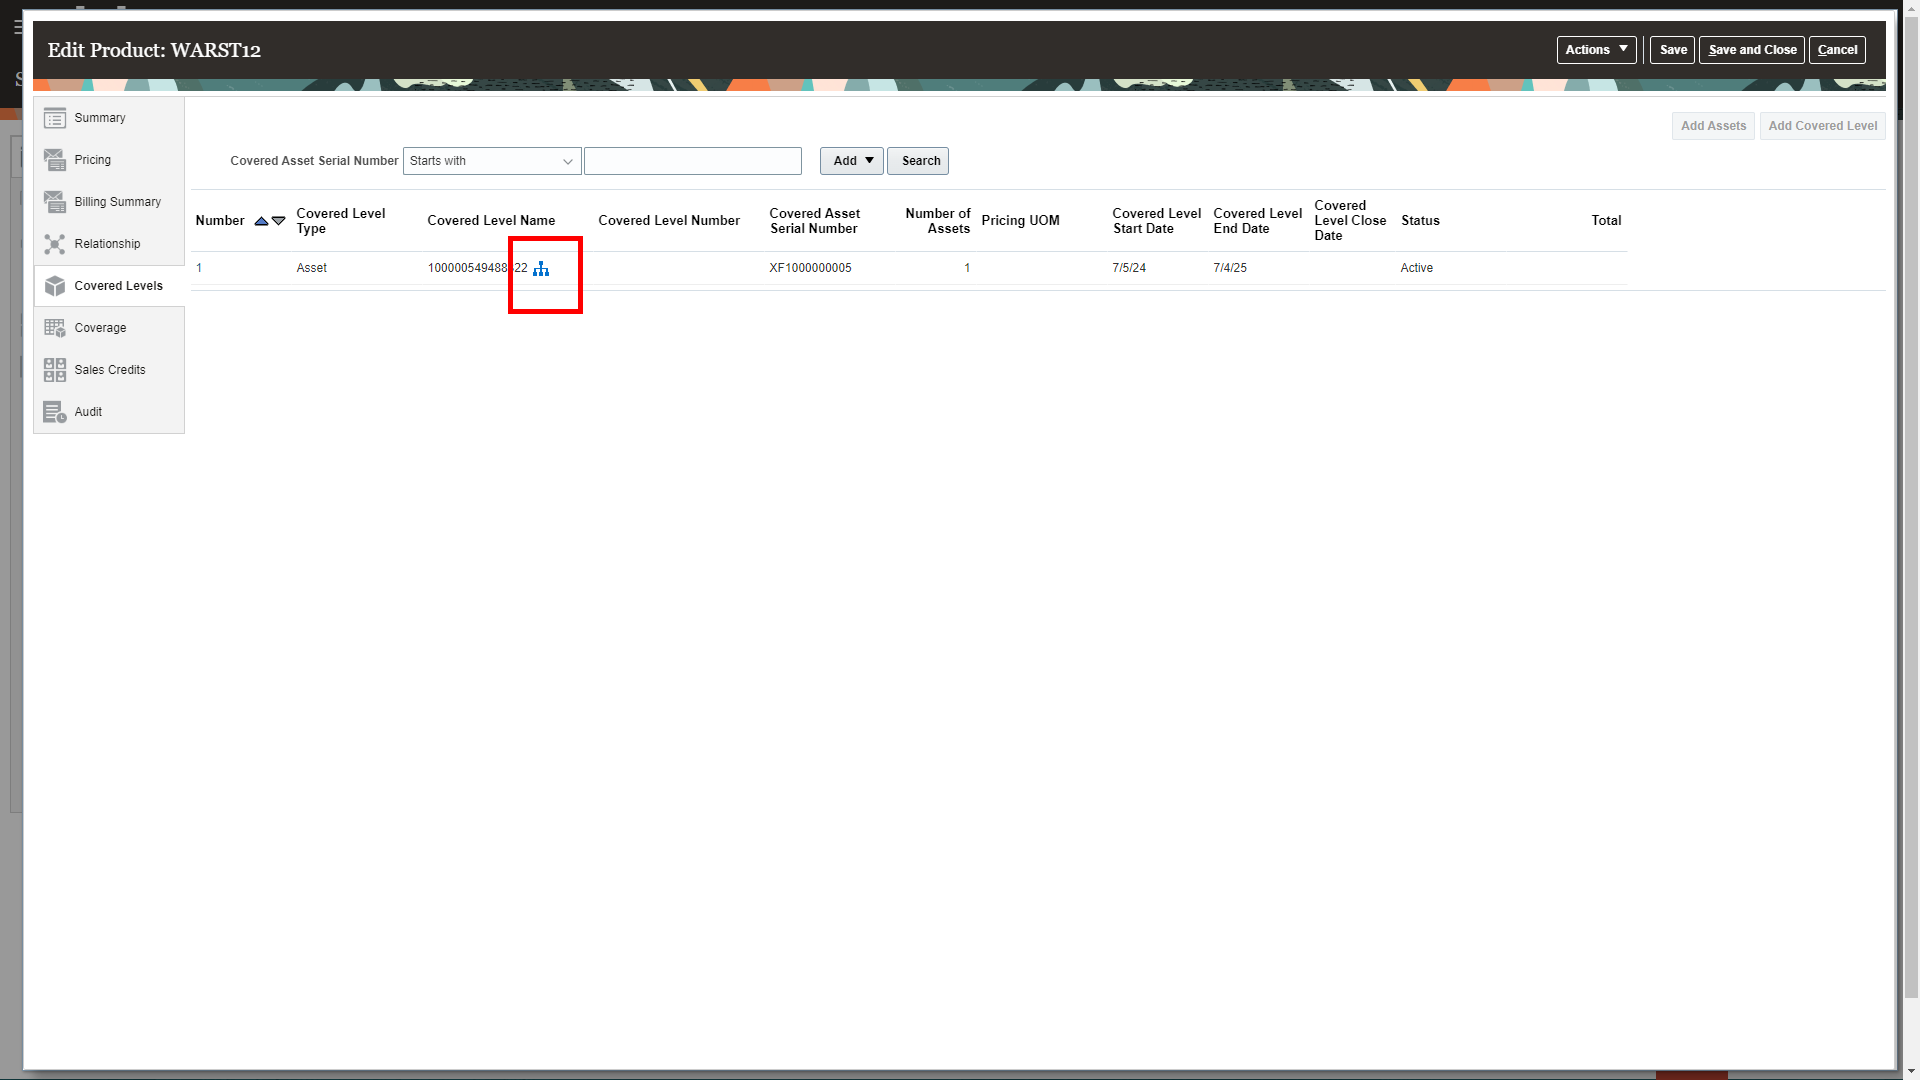 Edit Product: WARST12
Actions
Save
Save and Close
Cancel
Summary
Pricing
Billing Summary
Relationship
Covered Levels
Coverage
Sales Credits
Audit
Add Assets
Add Covered Level
Covered Asset Serial Number
Starts with
Add
Search
Number
Covered Level
Type
Covered Level Name
Covered Level Number
Covered Asset
Serial Number
Number of
Assets
Pricing UOM
Covered Level
Start Date
Covered Level
End Date
Covered
Level Close
Date
Status
Total
1
Asset
XF1000000005
1
7/5/24
7/4/25
Active